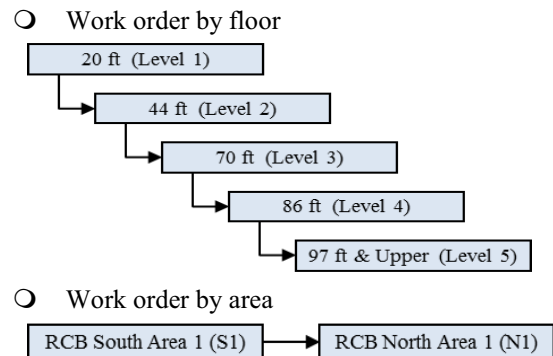 ❍ Work order by floor
20 ft (Level 1)
44 ft (Level 2)
70 ft (Level 3)
86 ft (Level 4)
97 ft & Upper (Level 5)
❍ Work order by area
RCB South Area 1 (S1)
RCB North Area 1 (N1)